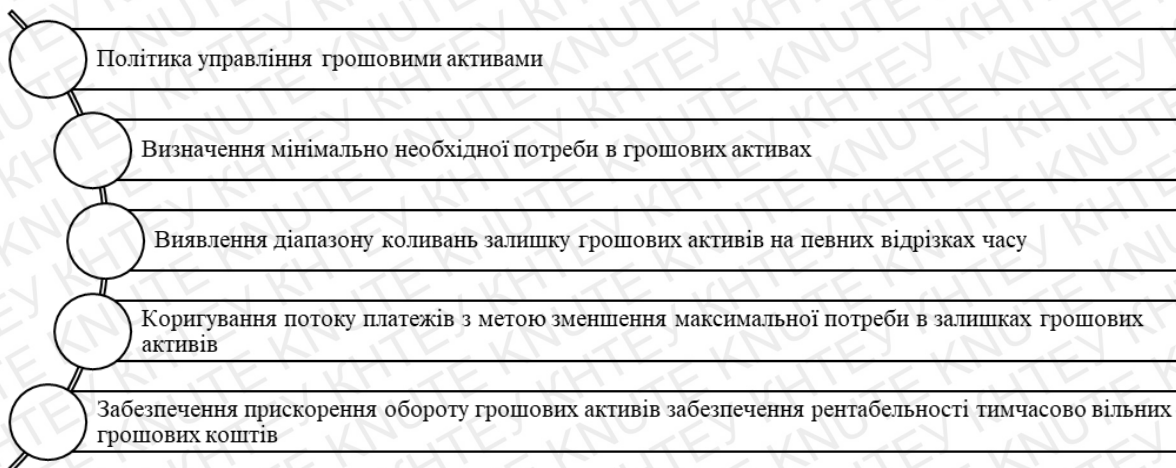 Політика управління грошовими активами
Визначення мінімально необхідної потреби в грошових активах
Виявлення діапазону коливань залишку грошових активів на певних відрізках часу
Коригування потоку платежів з метою зменшення максимальної потреби в залишках грошових
активів
Забезпечення прискорення обороту грошових активів забезпечення рентабельності тимчасово вільних
грошових коштів